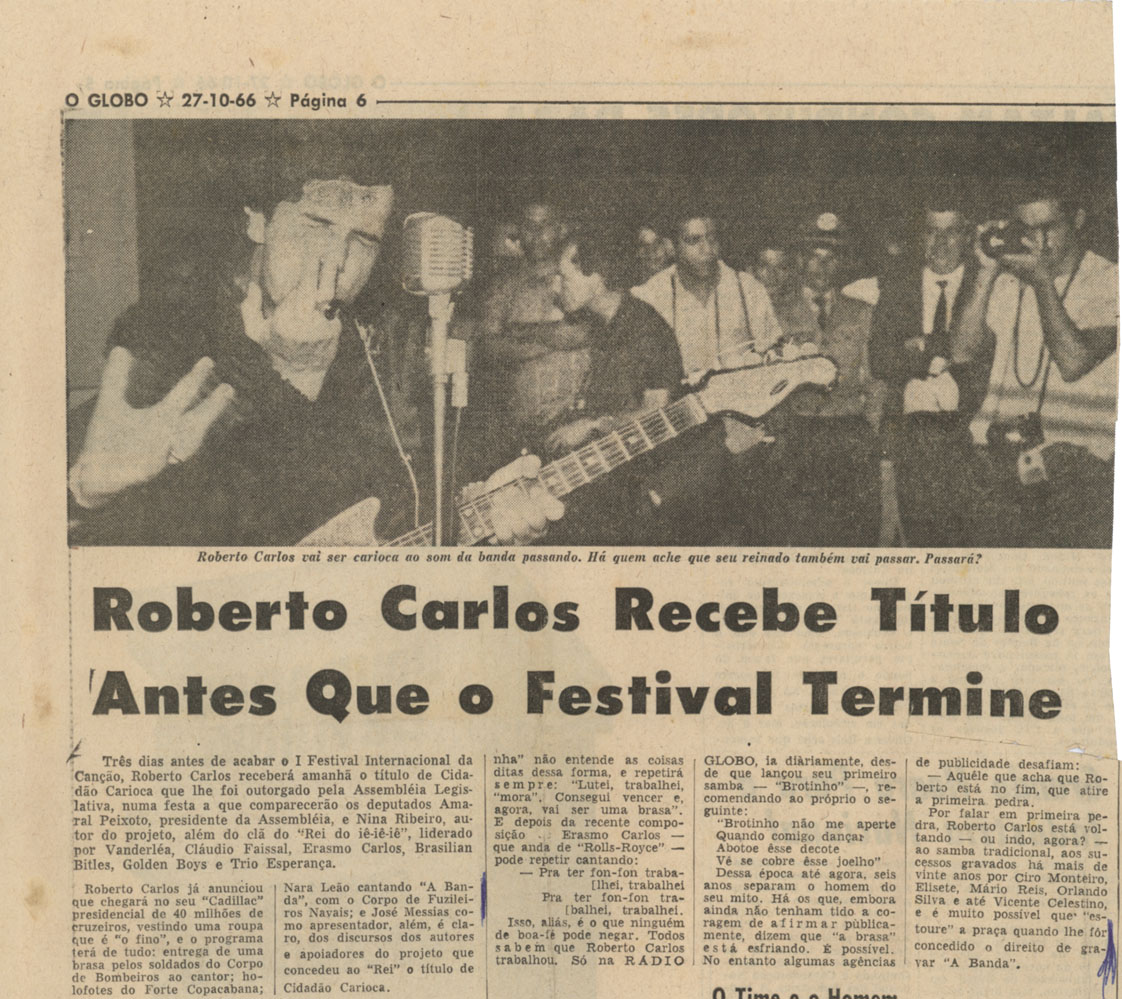 O GLOBO ☆ 27-10-66 ☆ Página 6
Roberto Carlos vai ser carioca ao som da banda passando. Há quem ache que seu reinado também vai passar. Passará?
Roberto Carlos Recebe Título
Antes Que o Festival Termine
Três dias antes de acabar o I Festival Internacional da
Canção, Roberto Carlos receberá amanhã o título de Cida-
dão Carioca que lhe foi outorgado pela Assembléia Legis-
lativa, numa festa a que comparecerão os deputados Ama-
ral Peixoto, presidente da Assembléia, e Nina Ribeiro, au-
tor do projeto, além do clã do "Rei do iê-iê-iê", liderado
por Vanderléa, Cláudio Faissal, Erasmo Carlos, Brasilian
Bitles, Golden Boys e Trio Esperança.
Roberto Carlos já anunciou
que chegará no seu "Cadillac"
presidencial de 40 milhões de
cruzeiros, vestindo uma roupa
que é "o fino", e o programa
terá de tudo: entrega de uma
brasa pelos soldados do Corpo
de Bombeiros ao cantor; ho-
lofotes do Forte Copacabana;
Nara Leão cantando "A Ban-
da", com o Corpo de Fuzilei-
ros Navais; e José Messias co-
mo apresentador, além, é cla-
ro, dos discursos dos autores
e apoiadores do projeto que
concedeu ao "Rei" o título de
Cidadão Carioca.
nha" não entende as coisas
ditas dessa forma, e repetirá
sempre: "Lutei, trabalhei,
"mora". Consegui vencer e,
agora, vai ser uma brasa".
E depois da recente compo-
sição Erasmo Carlos —
que anda de "Rolls-Royce" —
pode repetir cantando:
— Pra ter fon-fon traba-
[lhei, trabalhei
Pra ter fon-fon tra-
[balhei, trabalhei.
Isso, aliás, é o que ninguém
de boa-fé pode negar. Todos
sabem que Roberto Carlos
trabalhou. Só na RÁDIO
GLOBO, ia diàriamente, des-
de que lançou seu primeiro
samba — "Brotinho" —, re-
comendando ao próprio o se-
guinte:
"Brotinho não me aperte
Quando comigo dançar
Abotoe êsse decote
Vê se cobre êsse joelho"
Dessa época até agora, seis
anos separam o homem do
seu mito. Há os que, embora
ainda não tenham tido a co-
ragem de afirmar pùblica-
mente, dizem que "a brasa"
está esfriando. É possível.
No entanto algumas agências
de publicidade desafiam:
— Aquêle que acha que Ro-
berto está no fim, que atire
a primeira pedra.
Por falar em primeira pe-
dra, Roberto Carlos está vol-
tando — ou indo, agora? —
ao samba tradicional, aos su-
cessos gravados há mais de
vinte anos por Ciro Monteiro,
Elisete, Mário Reis, Orlando
Silva e até Vicente Celestino,
e é muito possível que "es-
toure" a praça quando lhe fôr
concedido o direito de gra-
var "A Banda".